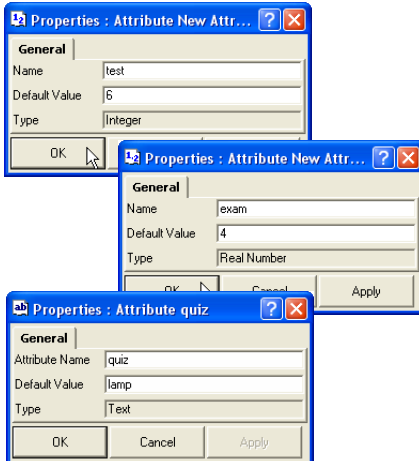 Properties : Attribute New Attr...
General
Name test
Default Value 6
Type Integer
OK
Properties : Attribute New Attr...
General
Name exam
Default Value 4
Type Real Number
OK Cancel Apply
Properties : Attribute quiz
General
Attribute Name quiz
Default Value lamp
Type Text
OK Cancel Apply